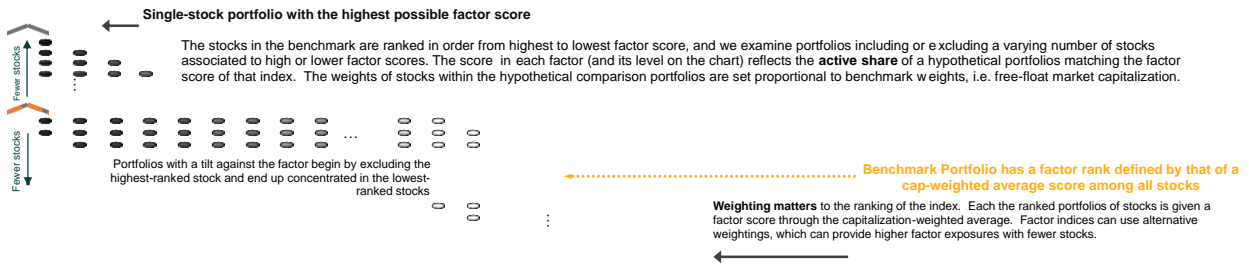 Single-stock portfolio with the highest possible factor score
Fewer stocks
The stocks in the benchmark are ranked in order from highest to lowest factor score, and we examine portfolios including or excluding a varying number of stocks
associated to high or lower factor scores. The score in each factor (and its level on the chart) reflects the active share of a hypothetical portfolios matching the factor
score of that index. The weights of stocks within the hypothetical comparison portfolios are set proportional to benchmark weights, i.e. free-float market capitalization.
⋮
Fewer stocks
...
Portfolios with a tilt against the factor begin by excluding the
highest-ranked stock and end up concentrated in the lowest-
ranked stocks
Benchmark Portfolio has a factor rank defined by that of a
cap-weighted average score among all stocks
Weighting matters to the ranking of the index. Each the ranked portfolios of stocks is given a
factor score through the capitalization-weighted average. Factor indices can use alternative
weightings, which can provide higher factor exposures with fewer stocks.
⋮